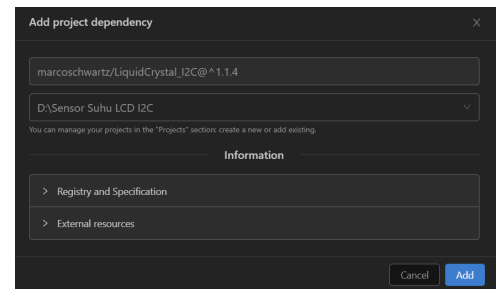 Add project dependency
marcoschwartz/LiquidCrystal_I2C@^1.1.4
D:\Sensor Suhu LCD I2C
You can manage your projects in the "Projects" section: create a new or add existing.
Information
Registry and Specification
External resources
Cancel
Add